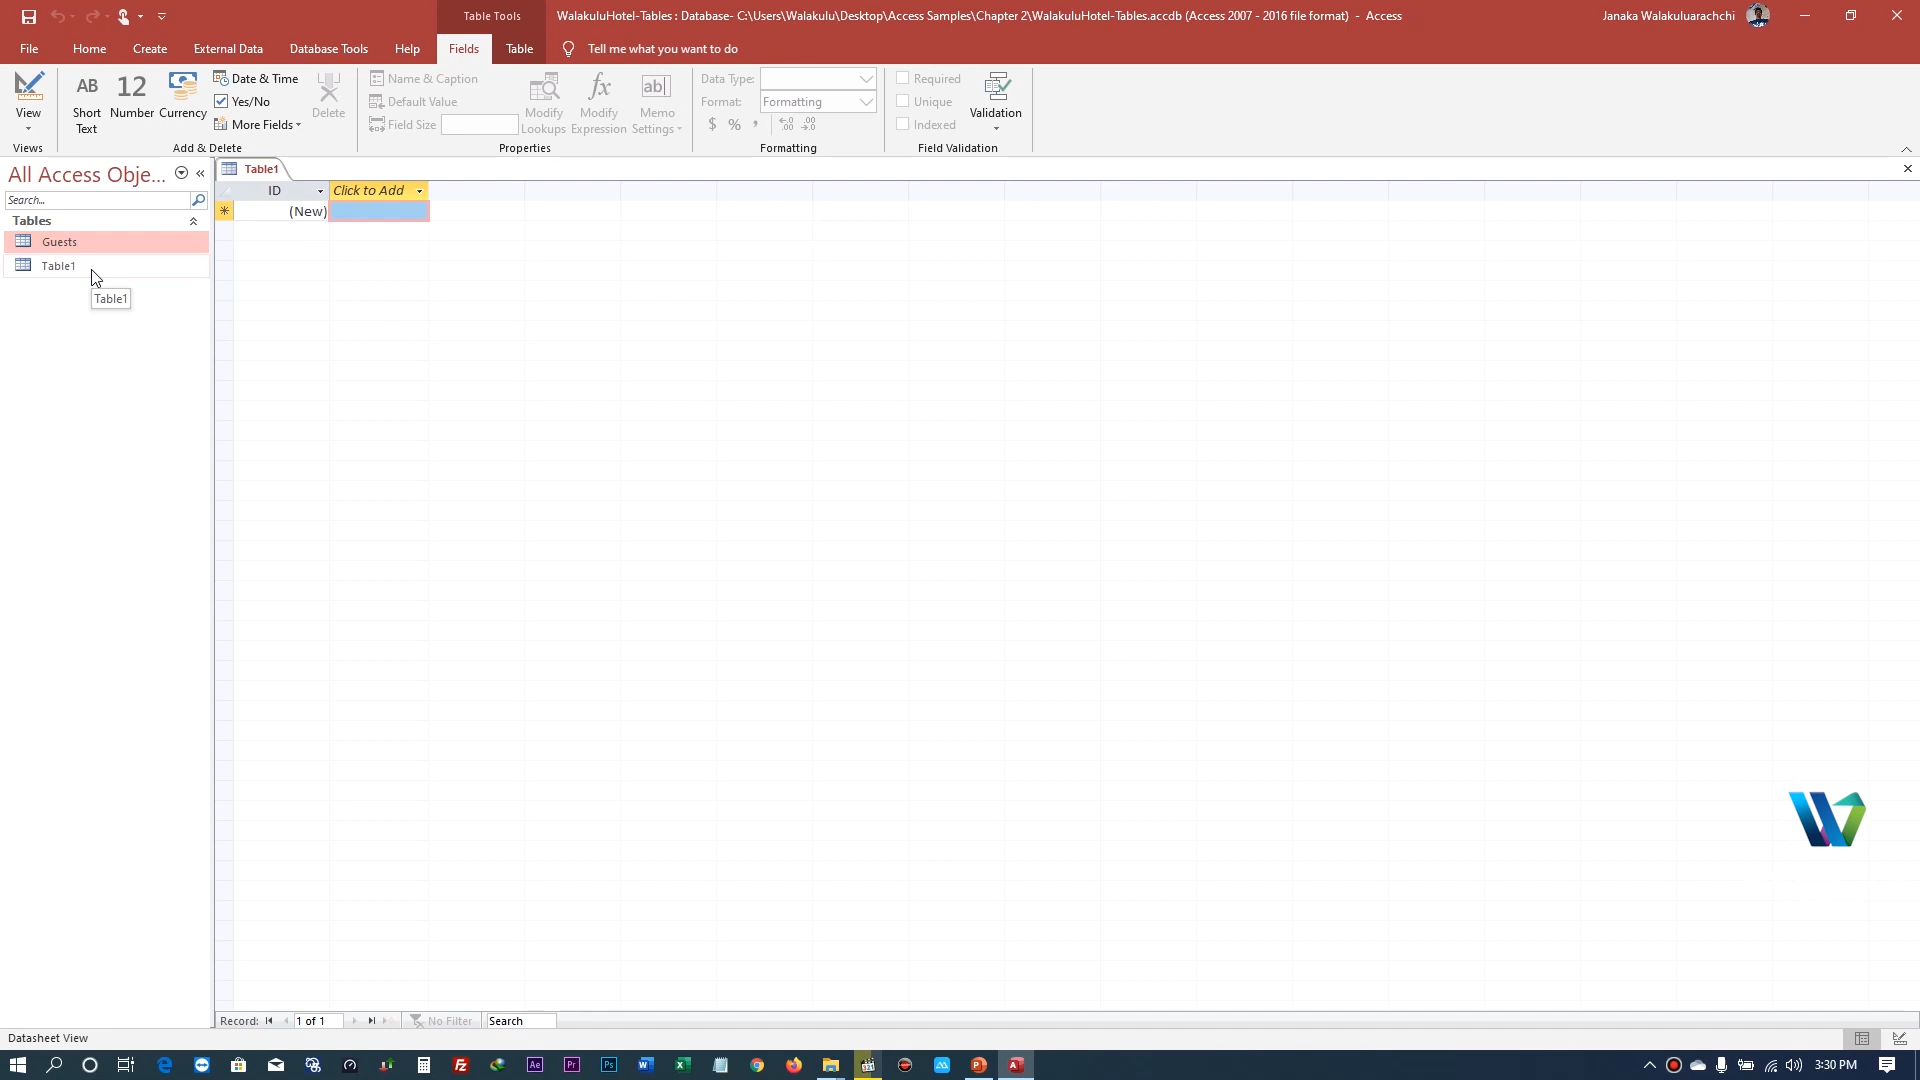 Table Tools
WalakuluHotel-Tables : Database- C:\Users\Walakulu\Desktop\Access Samples\Chapter 2\WalakuluHotel-Tables.accdb (Access 2007 - 2016 file format) - Access
Janaka Walakuluarachchi
File Home Create External Data Database Tools Help Fields Table Tell me what you want to do
View
Views
AB
Short
Text
12
Number
Currency
Date & Time
Yes/No
More Fields
Delete
Add & Delete
Name & Caption
Default Value
Field Size
Modify
Lookups
fx
Modify
Expression
ab|
Memo
Settings
Properties
Data Type:
Format: Formatting
$ % ,
Formatting
Required
Unique
Indexed
Validation
Field Validation
All Access Obje...
Search...
Tables
Guests
Table1
Table1
Table1
ID Click to Add
(New)
Record: 1 of 1 No Filter Search
Datasheet View
3:30 PM